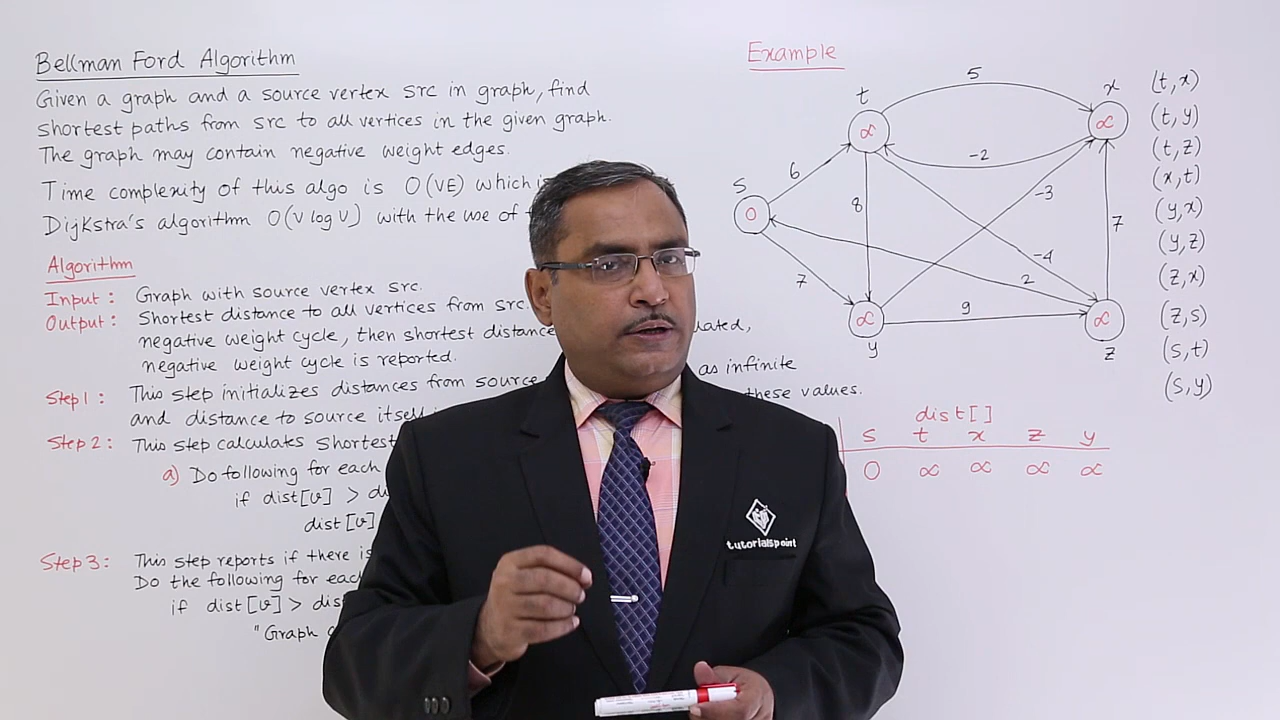 Bellman Ford Algorithm
Given a graph and a source vertex src in graph, find
shortest paths from src to all vertices in the given graph.
The graph may contain negative weight edges.
Time complexity of this algo is O(VE) which
Dijkstra's algorithm O(V log V) with the use of
Algorithm
Input : Graph with source vertex src.
Output : Shortest distance to all vertices from src.
negative weight cycle, then shortest distance
negative weight cycle is reported.
Step 1 : This step initializes distances from source as infinite
and distance to source itself these values.
Step 2 : This step calculates shortest
a) Do following for each
if dist[v] >
dist [v]
Step 3 : This step reports if there is
Do the following for each
if dist[v] >
"Graph
Example
t
5
x
∝
∝
6
-2
S
0
8
-3
7
-4
2
7
∝
9
∝
y
z
(t, x)
(t, y)
(t, z)
(x, t)
(y, x)
(y, z)
(z, x)
(z, s)
(s, t)
(s, y)
dist[ ]
S t x z y
0 ∝ ∝ ∝ ∝
tutorialspoint